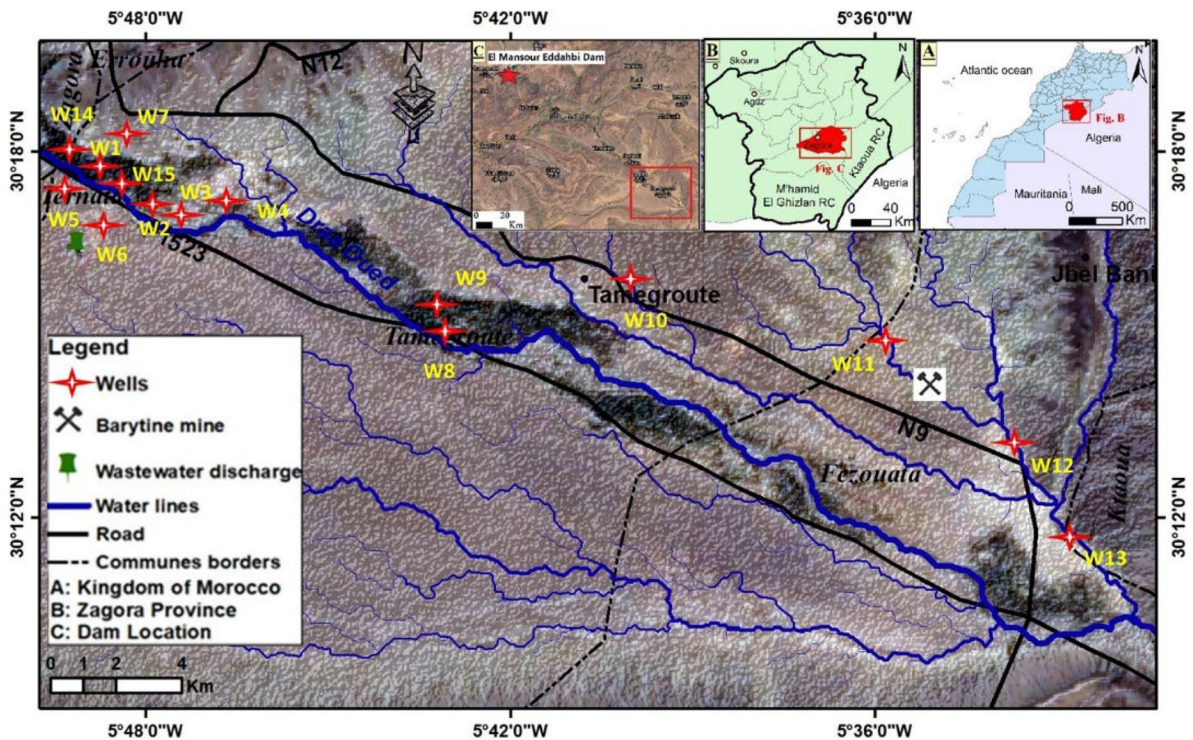 5°48'0"W
5°42'0"W
5°36'0"W
30°18'0"N
30°12'0"N
C
El Mansour Eddahbi Dam
0 20
Km
B
N
Skoura
Agdz
Zagora
Fig. C
Ktaoua RC
M'hamid
El Ghizlan RC
Algeria
0 40
Km
A
N
Atlantic ocean
Fig. B
Algeria
Mali
Mauritania
0 500
Km
Errouha
N12
N
W14
W7
W1
W15
W3
W5
W2
W4
W6
Draa Oued
W9
Tamegroute
W10
W8
W11
Jbel Bani
N9
W12
Fezouata
Ktaoua
W13
Legend
Wells
Barytine mine
Wastewater discharge
Water lines
Road
Communes borders
A: Kingdom of Morocco
B: Zagora Province
C: Dam Location
0 1 2 4
Km
30°18'0"N
30°12'0"N
5°48'0"W
5°42'0"W
5°36'0"W